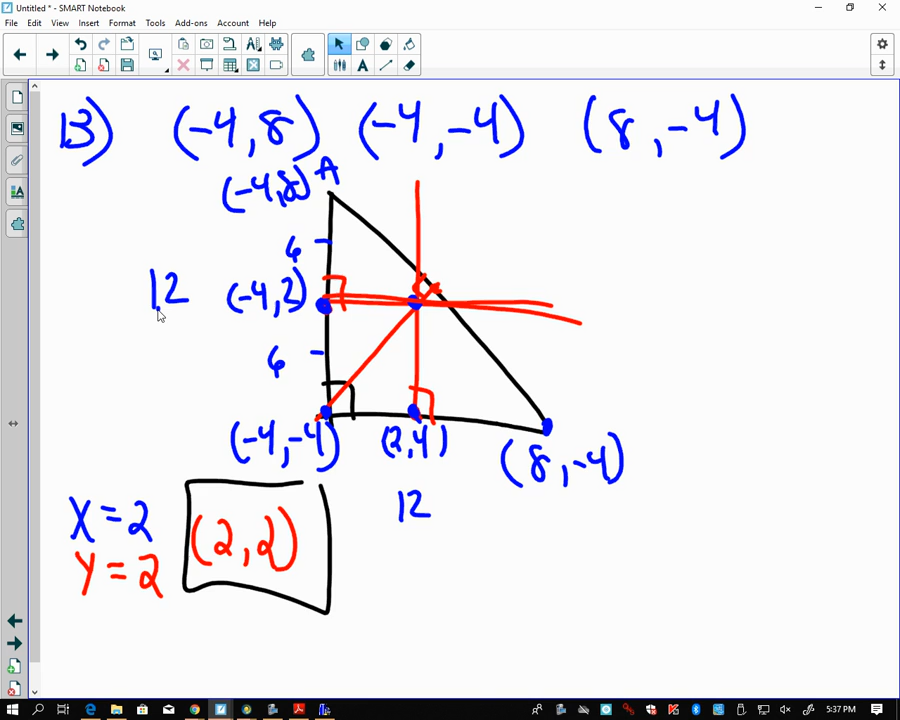 Untitled * - SMART Notebook
File Edit View Insert Format Tools Add-ons Account Help
13) (-4,8) (-4,-4) (8,-4)
(-4,8) A
6
12 (-4,2)
6
(-4,-4) (2,4) (8,-4)
12
X=2
Y=2
(2,2)
5:37 PM